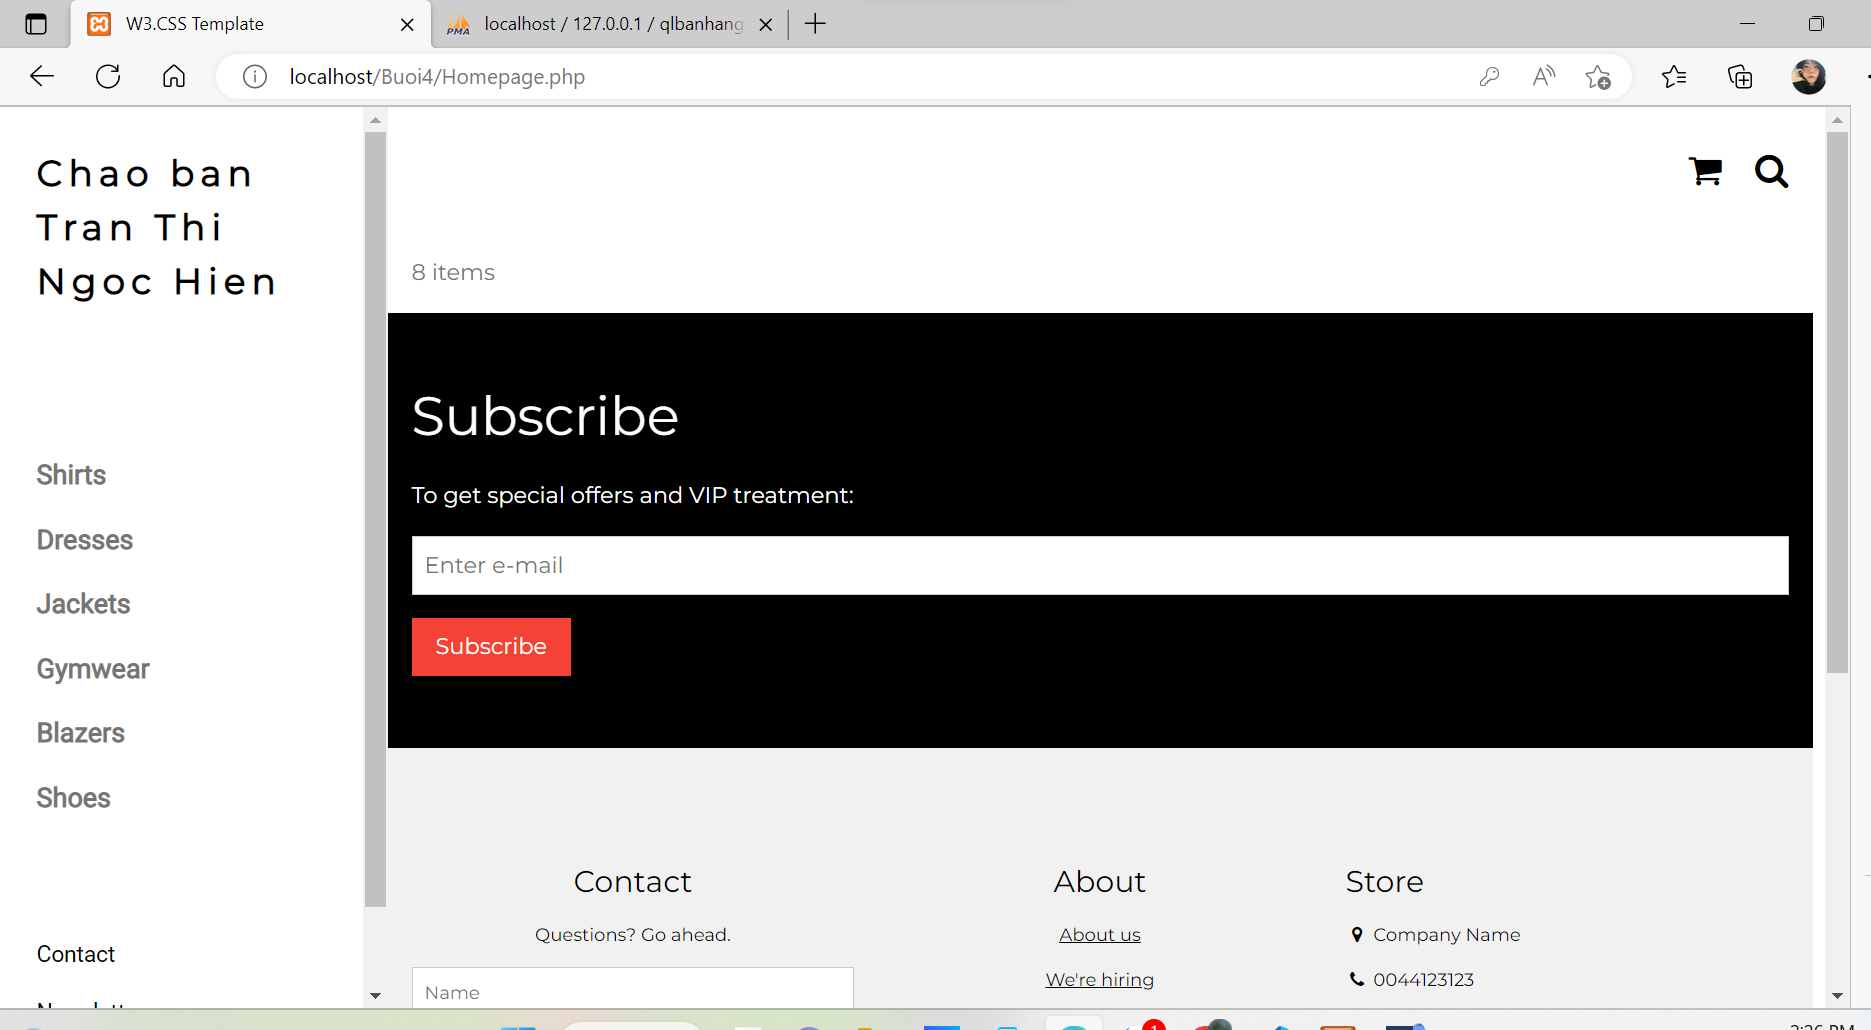 W3.CSS Template
PMA
localhost / 127.0.0.1 / qlbanhang
localhost/Buoi4/Homepage.php
Chao ban
Tran Thi
Ngoc Hien
8 items
Subscribe
To get special offers and VIP treatment:
Enter e-mail
Subscribe
Shirts
Dresses
Jackets
Gymwear
Blazers
Shoes
Contact
Contact
Questions? Go ahead.
Name
About
About us
We're hiring
Store
Company Name
0044123123
1